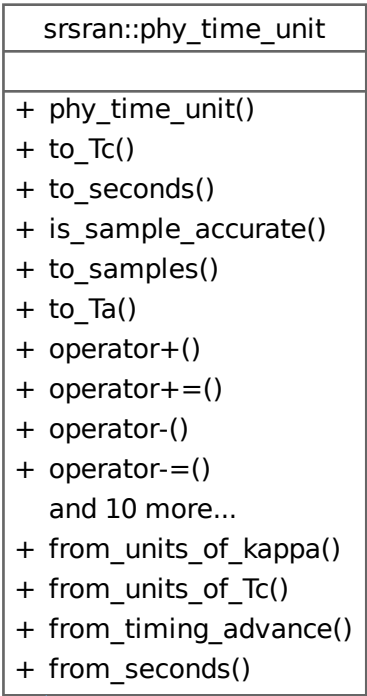 srsran::phy_time_unit
+ phy_time_unit()
+ to_Tc()
+ to_seconds()
+ is_sample_accurate()
+ to_samples()
+ to_Ta()
+ operator+()
+ operator+=()
+ operator-()
+ operator-=()
and 10 more...
+ from_units_of_kappa()
+ from_units_of_Tc()
+ from_timing_advance()
+ from_seconds()